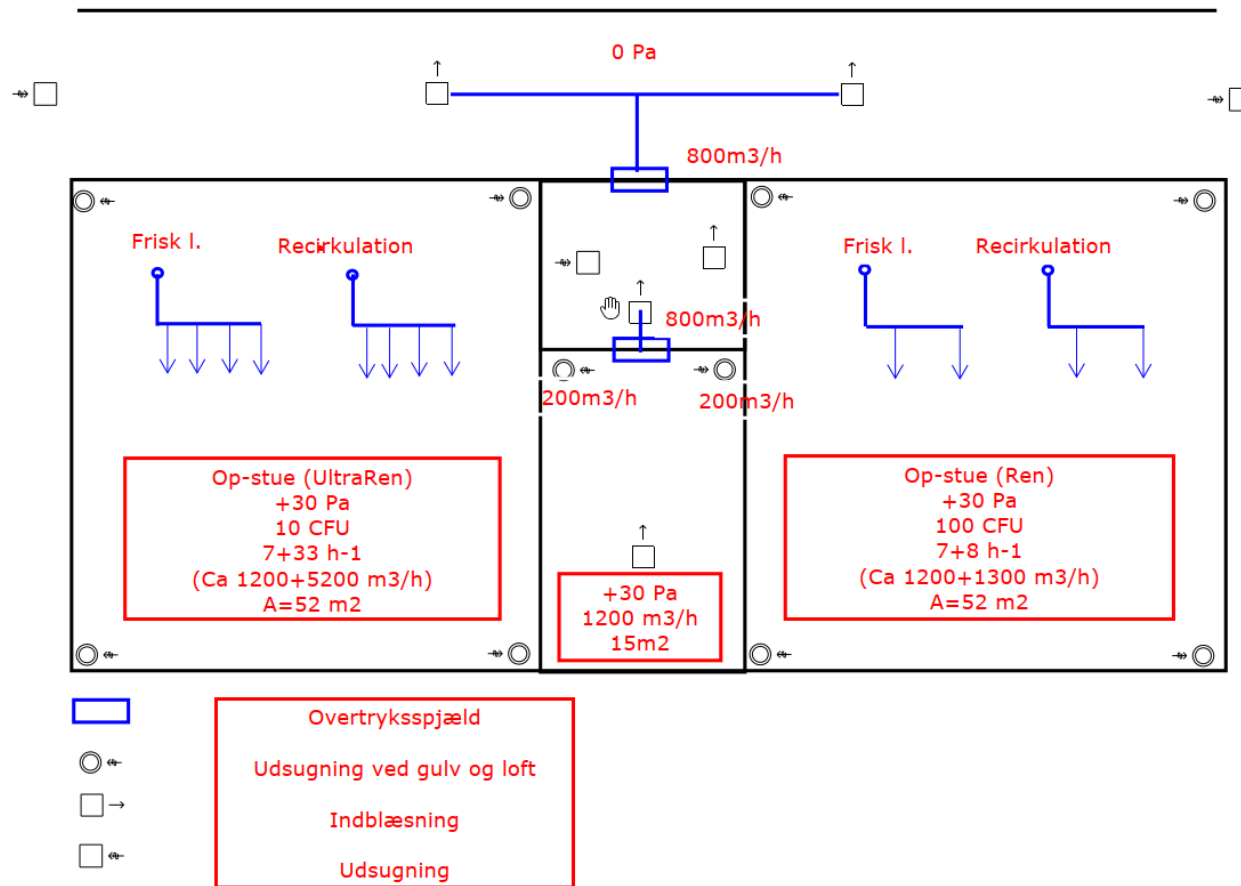 0 Pa
800m3/h
Frisk l.
Recirkulation
Frisk l.
Recirkulation
800m3/h
200m3/h
200m3/h
Op-stue (UltraRen)
+30 Pa
10 CFU
7+33 h-1
(Ca 1200+5200 m3/h)
A=52 m2
+30 Pa
1200 m3/h
15m2
Op-stue (Ren)
+30 Pa
100 CFU
7+8 h-1
(Ca 1200+1300 m3/h)
A=52 m2
Overtryksspjæld
Udsugning ved gulv og loft
Indblæsning
Udsugning